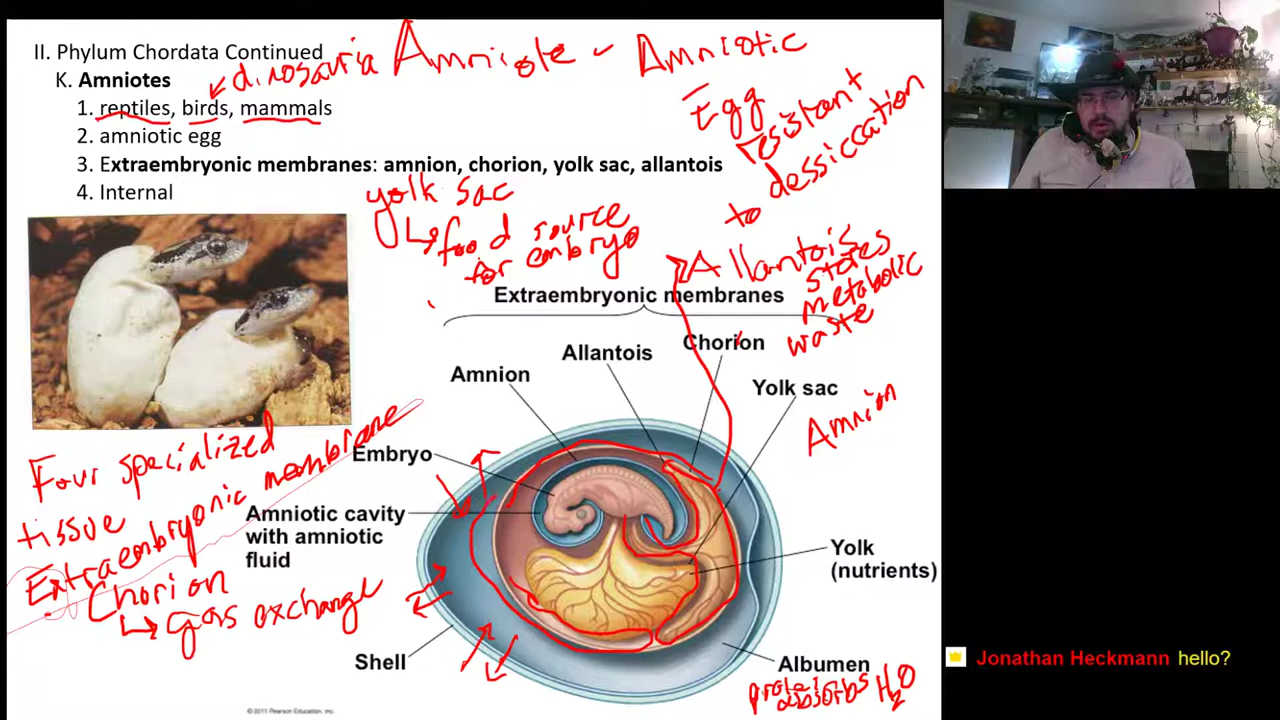 II. Phylum Chordata Continued
K. Amniotes
1. reptiles, birds, mammals
2. amniotic egg
3. Extraembryonic membranes: amnion, chorion, yolk sac, allantois
4. Internal
dinosauria
Amniote - Amniotic
Egg
resistant
to dessiccation
yolk sac
food source
for embryo
Allantois
stores
metabolic
waste
Extraembryonic membranes
Chorion
Allantois
Amnion
Yolk sac
Amnion
Embryo
Amniotic cavity
with amniotic
fluid
Four specialized
tissue
Extraembryonic membrane
Chorion
gas exchange
Yolk
(nutrients)
Shell
Albumen
absorbs H2O
©2011 Pearson Education, Inc.
Jonathan Heckmann hello?